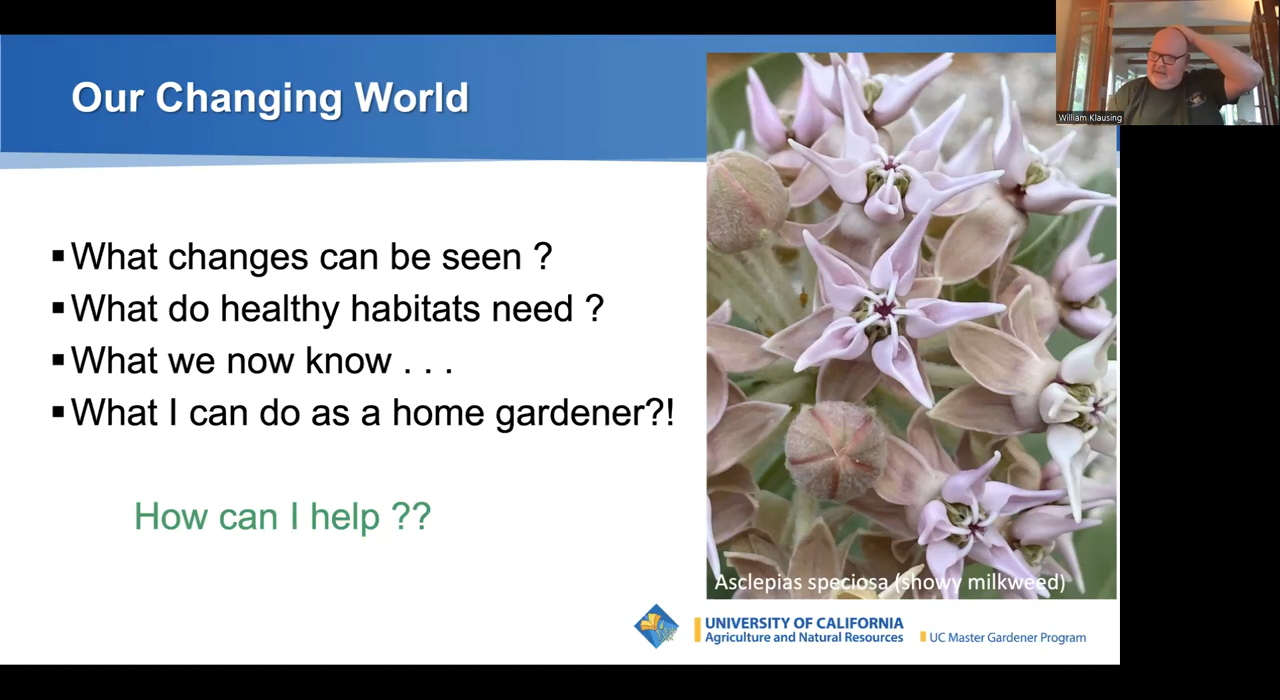 Our Changing World
William Klausing
▪What changes can be seen ?
▪What do healthy habitats need ?
▪What we now know . . .
▪What I can do as a home gardener?!
How can I help ??
Asclepias speciosa (showy milkweed)
UNIVERSITY OF CALIFORNIA
Agriculture and Natural Resources
UC Master Gardener Program